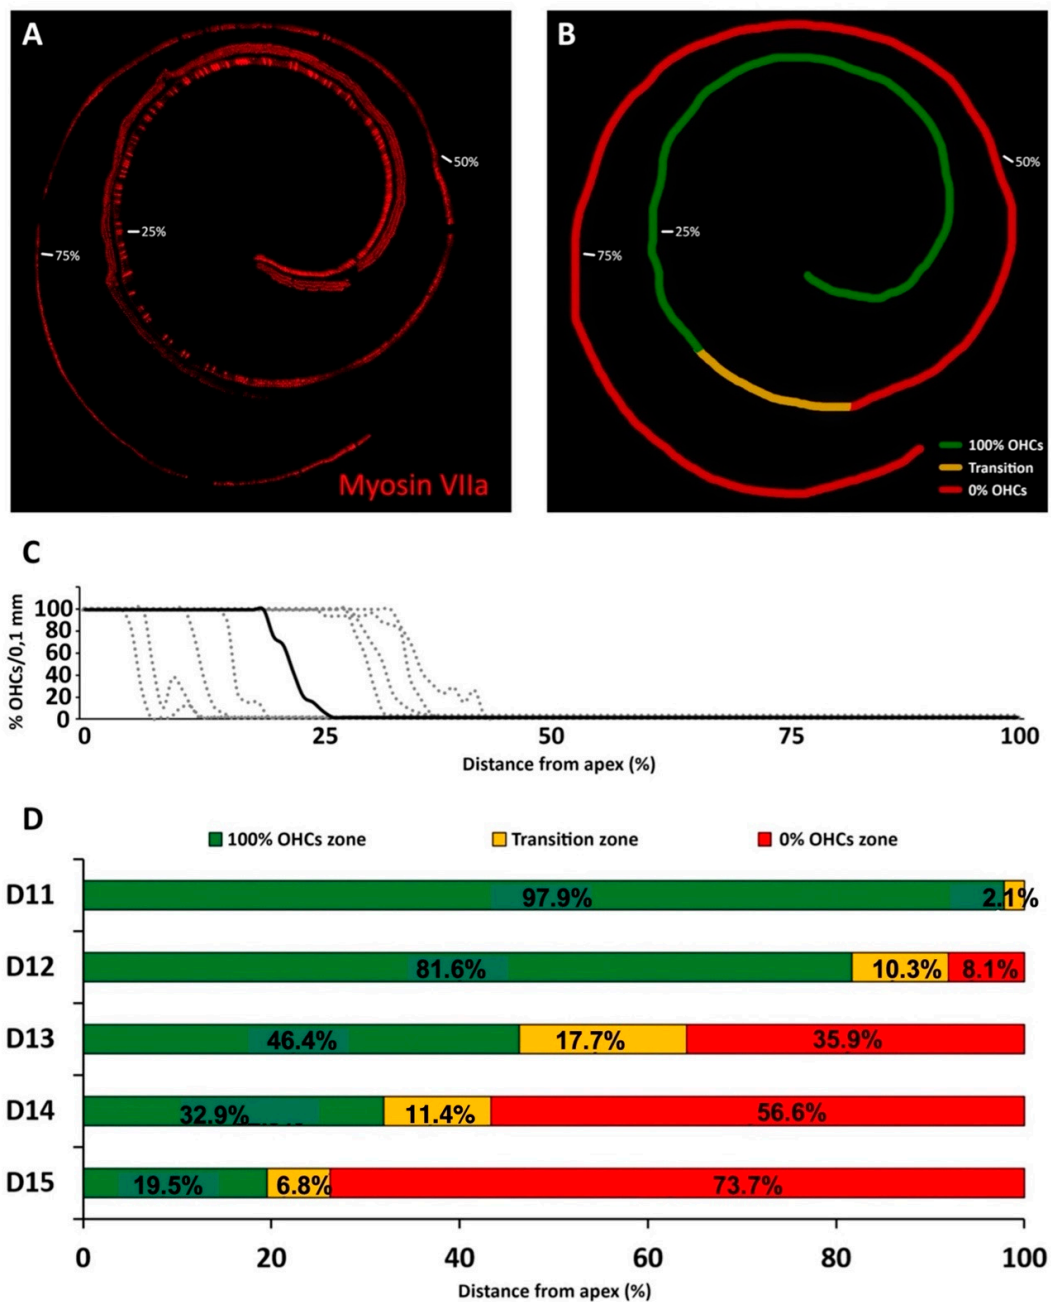 A
50%
25%
75%
Myosin VIIa
B
50%
25%
75%
100% OHCs
Transition
0% OHCs
C
% OHCs/0,1 mm
100
80
60
40
20
0
0 25 50 75 100
Distance from apex (%)
D
100% OHCs zone Transition zone 0% OHCs zone
D11 97.9% 2.1%
D12 81.6% 10.3% 8.1%
D13 46.4% 17.7% 35.9%
D14 32.9% 11.4% 56.6%
D15 19.5% 6.8% 73.7%
0 20 40 60 80 100
Distance from apex (%)